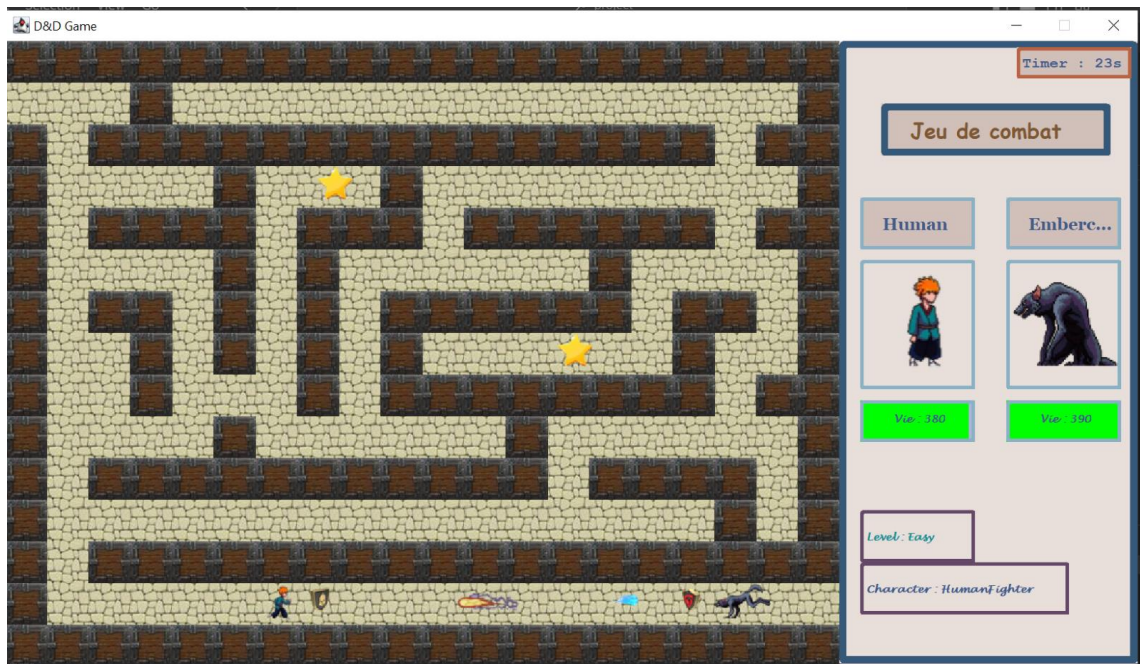 D&D Game
Timer : 23s
Jeu de combat
Human
Emberc...
Vie : 380
Vie : 390
Level : Easy
Character : HumanFighter